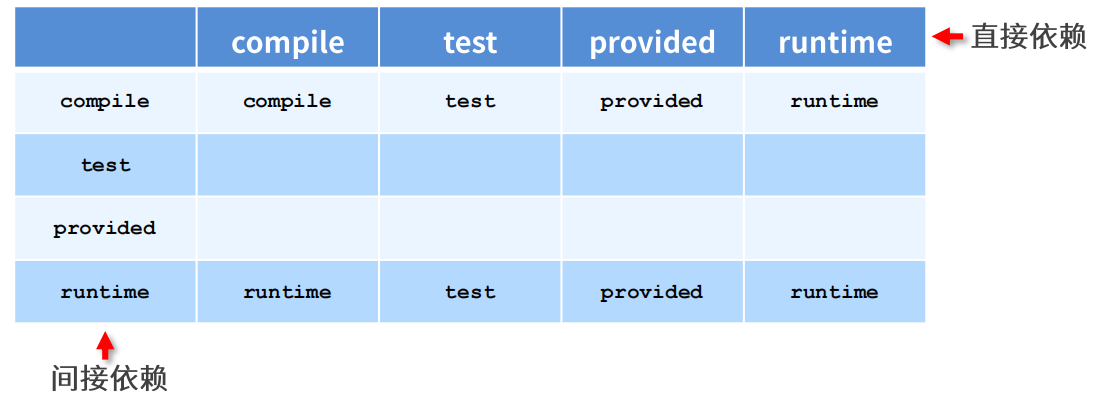 compile test provided runtime 直接依赖
compile compile test provided runtime
test
provided
runtime runtime test provided runtime
间接依赖